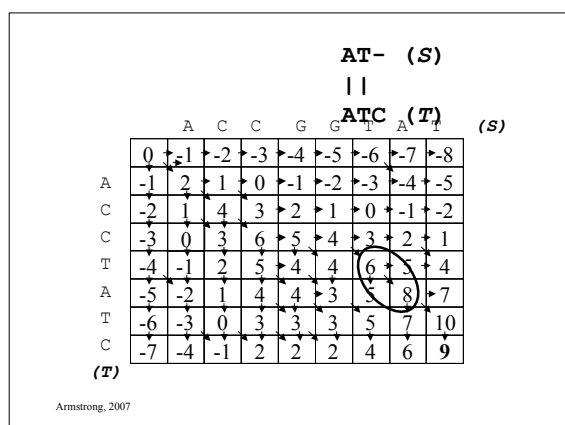 AT- (S)
||
ATC (T)
A C C G G T A T (S)
0 -1 -2 -3 -4 -5 -6 -7 -8
A -1 2 1 0 -1 -2 -3 -4 -5
C -2 1 4 3 2 1 0 -1 -2
C -3 0 3 6 5 4 3 2 1
T -4 -1 2 5 4 4 6 5 4
A -5 -2 1 4 4 3 5 8 7
T -6 -3 0 3 3 3 5 7 10
C -7 -4 -1 2 2 2 4 6 9
(T)
Armstrong, 2007